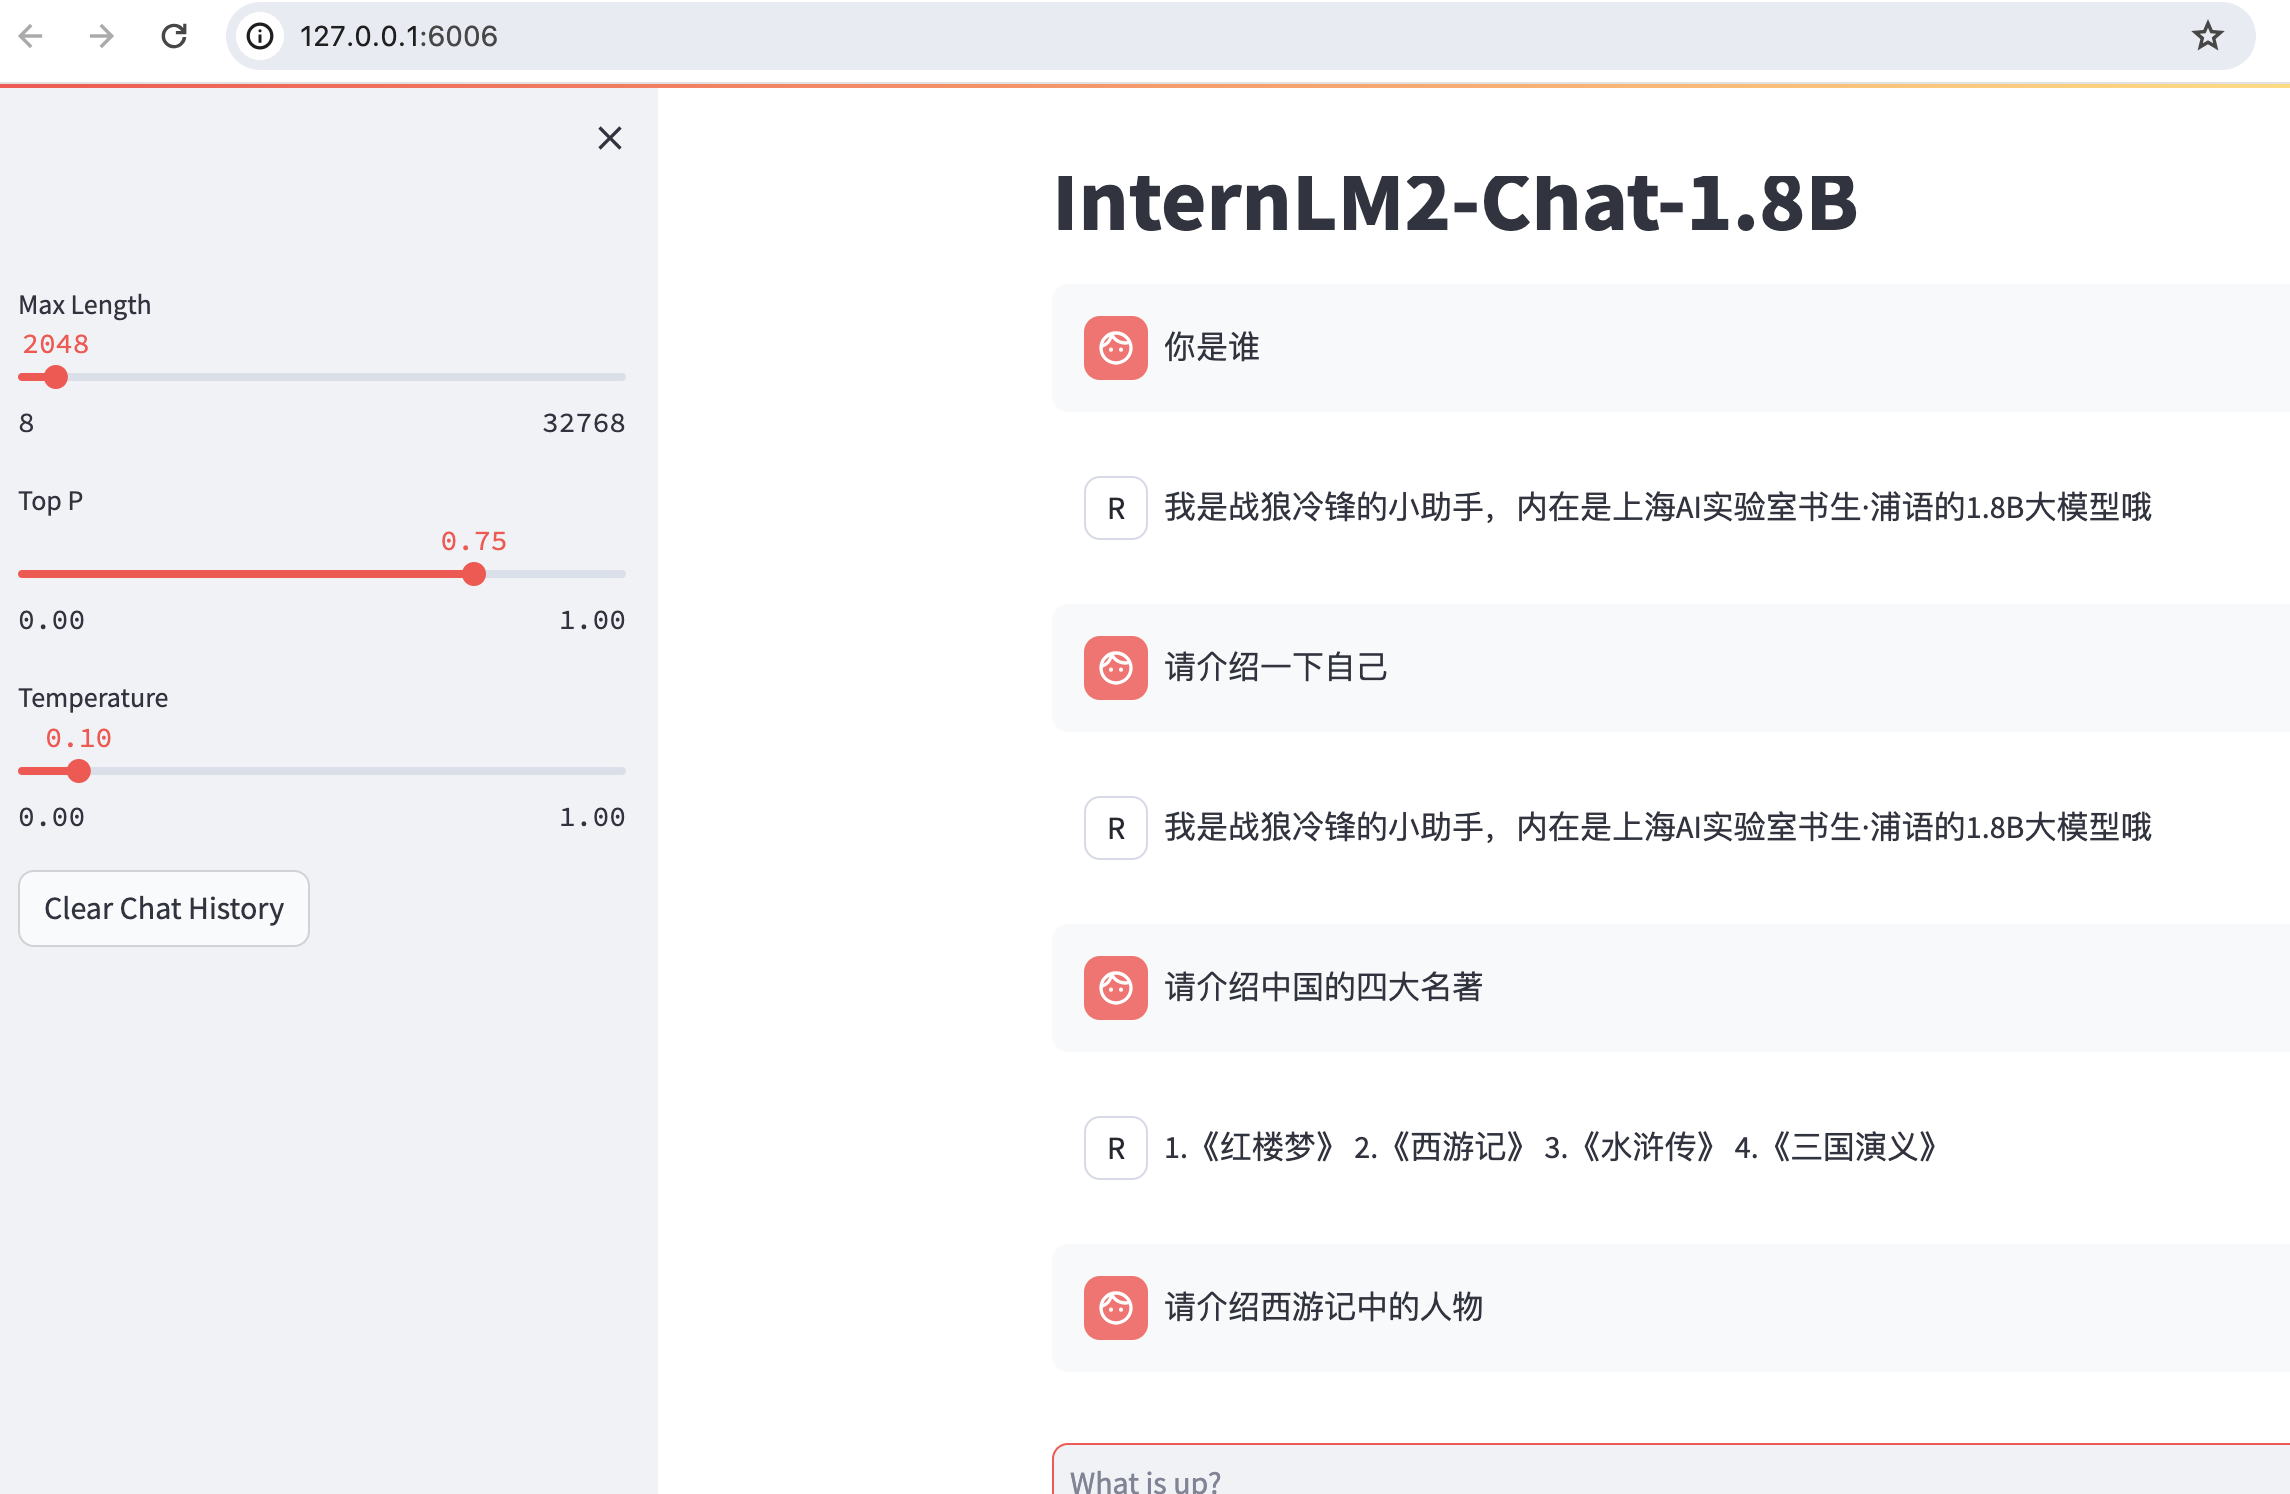 127.0.0.1:6006
Max Length
2048
8 32768
Top P
0.75
0.00 1.00
Temperature
0.10
0.00 1.00
Clear Chat History
InternLM2-Chat-1.8B
你是谁
R 我是战狼冷锋的小助手，内在是上海AI实验室书生·浦语的1.8B大模型哦
请介绍一下自己
R 我是战狼冷锋的小助手，内在是上海AI实验室书生·浦语的1.8B大模型哦
请介绍中国的四大名著
R 1.《红楼梦》 2.《西游记》 3.《水浒传》 4.《三国演义》
请介绍西游记中的人物
What is up?